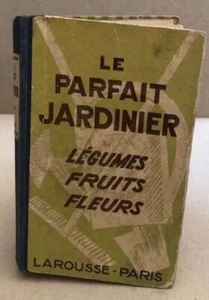 LE
PARFAIT
JARDINIER
LÉGUMES
FRUITS
FLEURS
LAROUSSE - PARIS